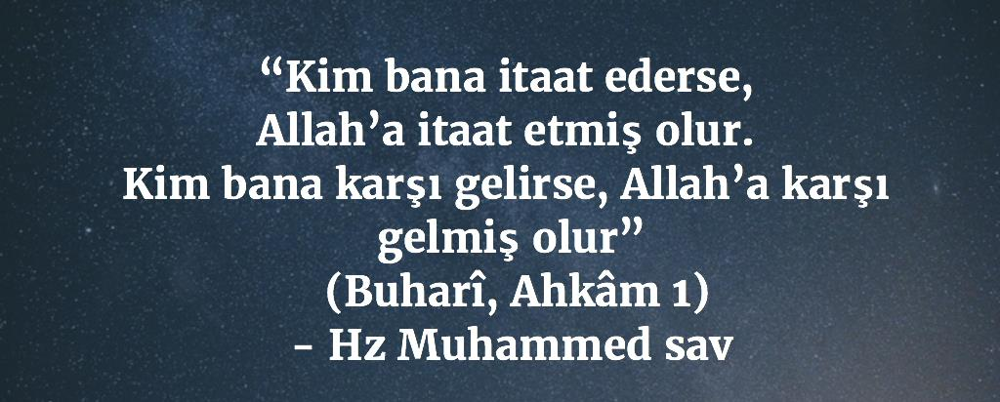 “Kim bana itaat ederse,
Allah’a itaat etmiş olur.
Kim bana karşı gelirse, Allah’a karşı
gelmiş olur”
(Buharî, Ahkâm 1)
- Hz Muhammed sav